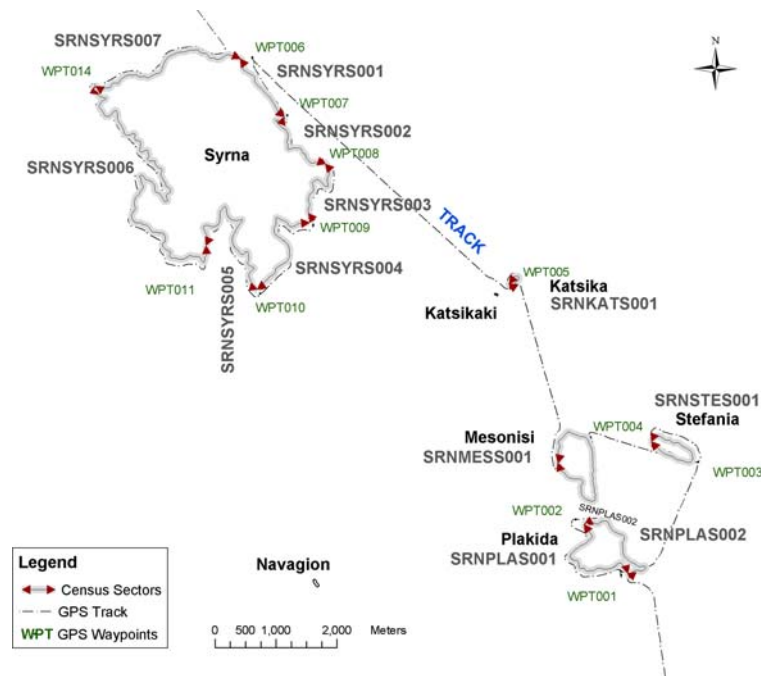 SRNSYRS007
WPT006
N
SRNSYRS001
WPT014
WPT007
SRNSYRS002
Syrna
WPT008
SRNSYRS006
SRNSYRS003
TRACK
WPT009
SRNSYRS004
WPT011
SRNSYRS005
WPT010
WPT005
Katsika
SRNKATS001
Katsikaki
SRNSTES001
Stefania
WPT004
Mesonisi
SRNMESS001
WPT003
WPT002
SRNPLAS002
SRNPLAS002
Plakida
SRNPLAS001
WPT001
Navagion
Legend
Census Sectors
GPS Track
WPT GPS Waypoints
0 500 1,000 2,000 Meters